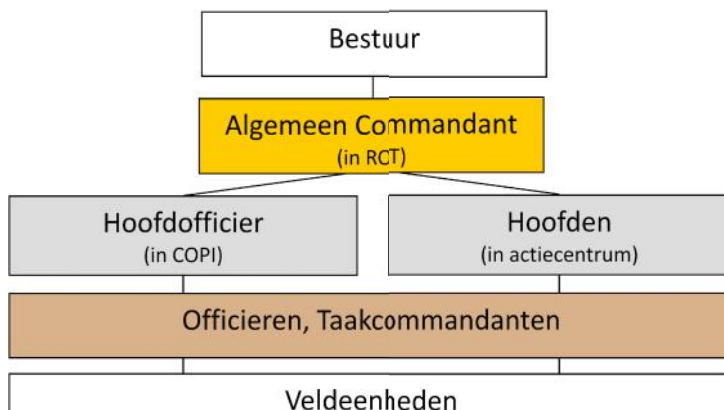 Bestuur
Algemeen Commandant
(in RCT)
Hoofdofficier
(in COPI)
Hoofden
(in actiecentrum)
Officieren, Taakcommandanten
Veldeenheden